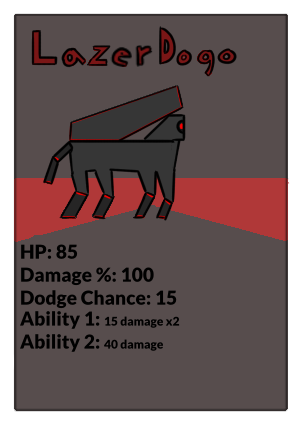 LazerDogo
HP: 85
Damage %: 100
Dodge Chance: 15
Ability 1: 15 damage x2
Ability 2: 40 damage